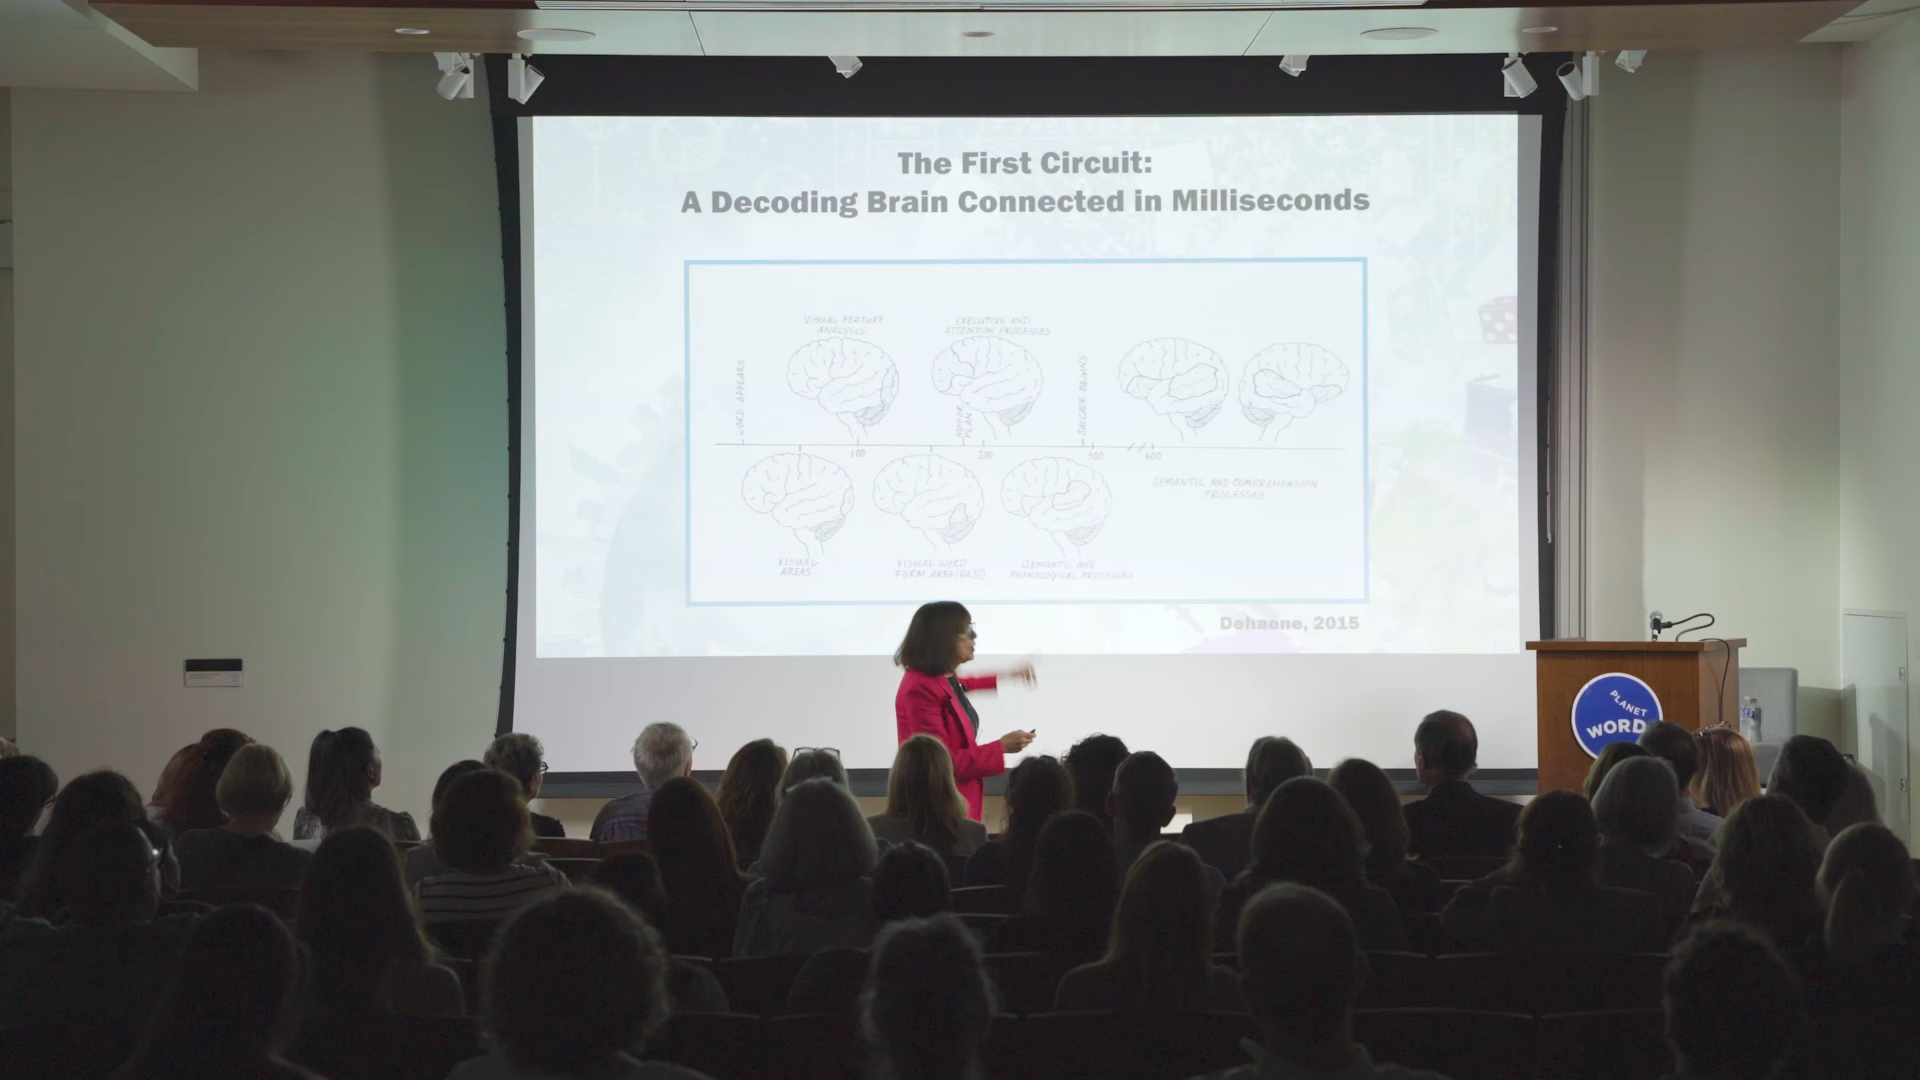 The First Circuit:
A Decoding Brain Connected in Milliseconds
VISUAL FEATURE
ANALYSIS
EXECUTIVE AND
ATTENTION PROCESSES
WORD APPEARS
MOTOR
PLAN
SACCADE BEGINS
100
200
300
600
SEMANTIC AND COMPREHENSION
PROCESSES
VISUAL
AREAS
VISUAL WORD
FORM AREA
SEMANTIC AND
PHONOLOGICAL PROCESSES
Dehaene, 2015
PLANET
WORD